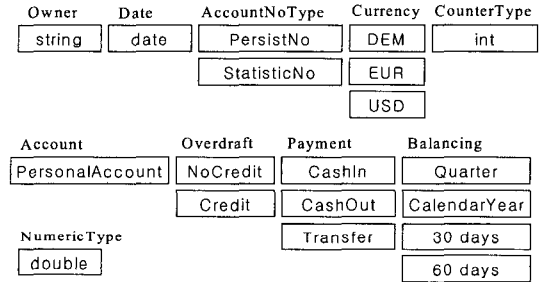 Owner Date AccountNoType Currency CounterType
string date PersistNo DEM int
StatisticNo EUR
USD
Account Overdraft Payment Balancing
PersonalAccount NoCredit CashIn Quarter
Credit CashOut CalendarYear
NumericType Transfer 30 days
double 60 days